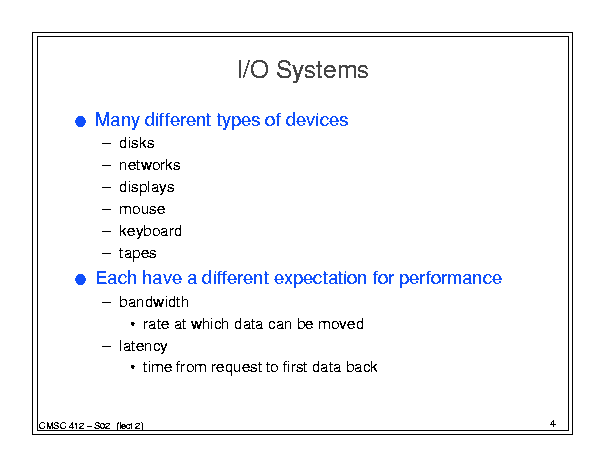 I/O Systems
● Many different types of devices
– disks
– networks
– displays
– mouse
– keyboard
– tapes
● Each have a different expectation for performance
– bandwidth
• rate at which data can be moved
– latency
• time from request to first data back
CMSC 412 – S02 (lect 2)
4